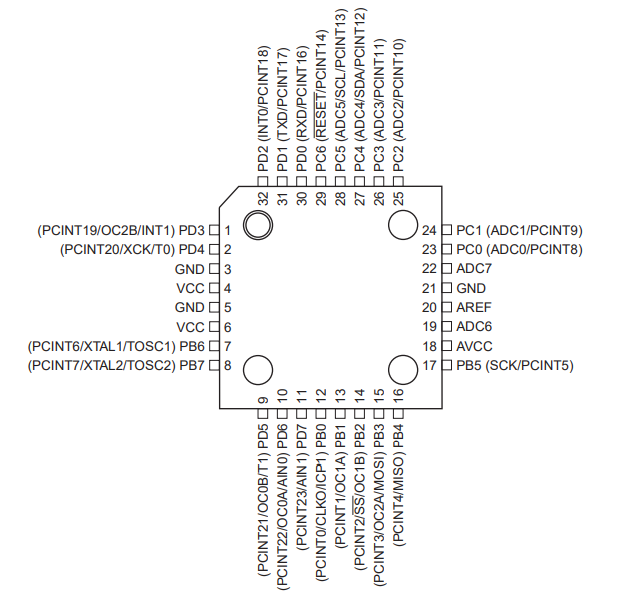 PD2 (INT0/PCINT18)
PD1 (TXD/PCINT17)
PD0 (RXD/PCINT16)
PC6 (RESET/PCINT14)
PC5 (ADC5/SCL/PCINT13)
PC4 (ADC4/SDA/PCINT12)
PC3 (ADC3/PCINT11)
PC2 (ADC2/PCINT10)
32 31 30 29 28 27 26 25
(PCINT19/OC2B/INT1) PD3 1
(PCINT20/XCK/T0) PD4 2
GND 3
VCC 4
GND 5
VCC 6
(PCINT6/XTAL1/TOSC1) PB6 7
(PCINT7/XTAL2/TOSC2) PB7 8
24 PC1 (ADC1/PCINT9)
23 PC0 (ADC0/PCINT8)
22 ADC7
21 GND
20 AREF
19 ADC6
18 AVCC
17 PB5 (SCK/PCINT5)
9 10 11 12 13 14 15 16
(PCINT21/OC0B/T1) PD5
(PCINT22/OC0A/AIN0) PD6
(PCINT23/AIN1) PD7
(PCINT0/CLKO/ICP1) PB0
(PCINT1/OC1A) PB1
(PCINT2/SS/OC1B) PB2
(PCINT3/OC2A/MOSI) PB3
(PCINT4/MISO) PB4